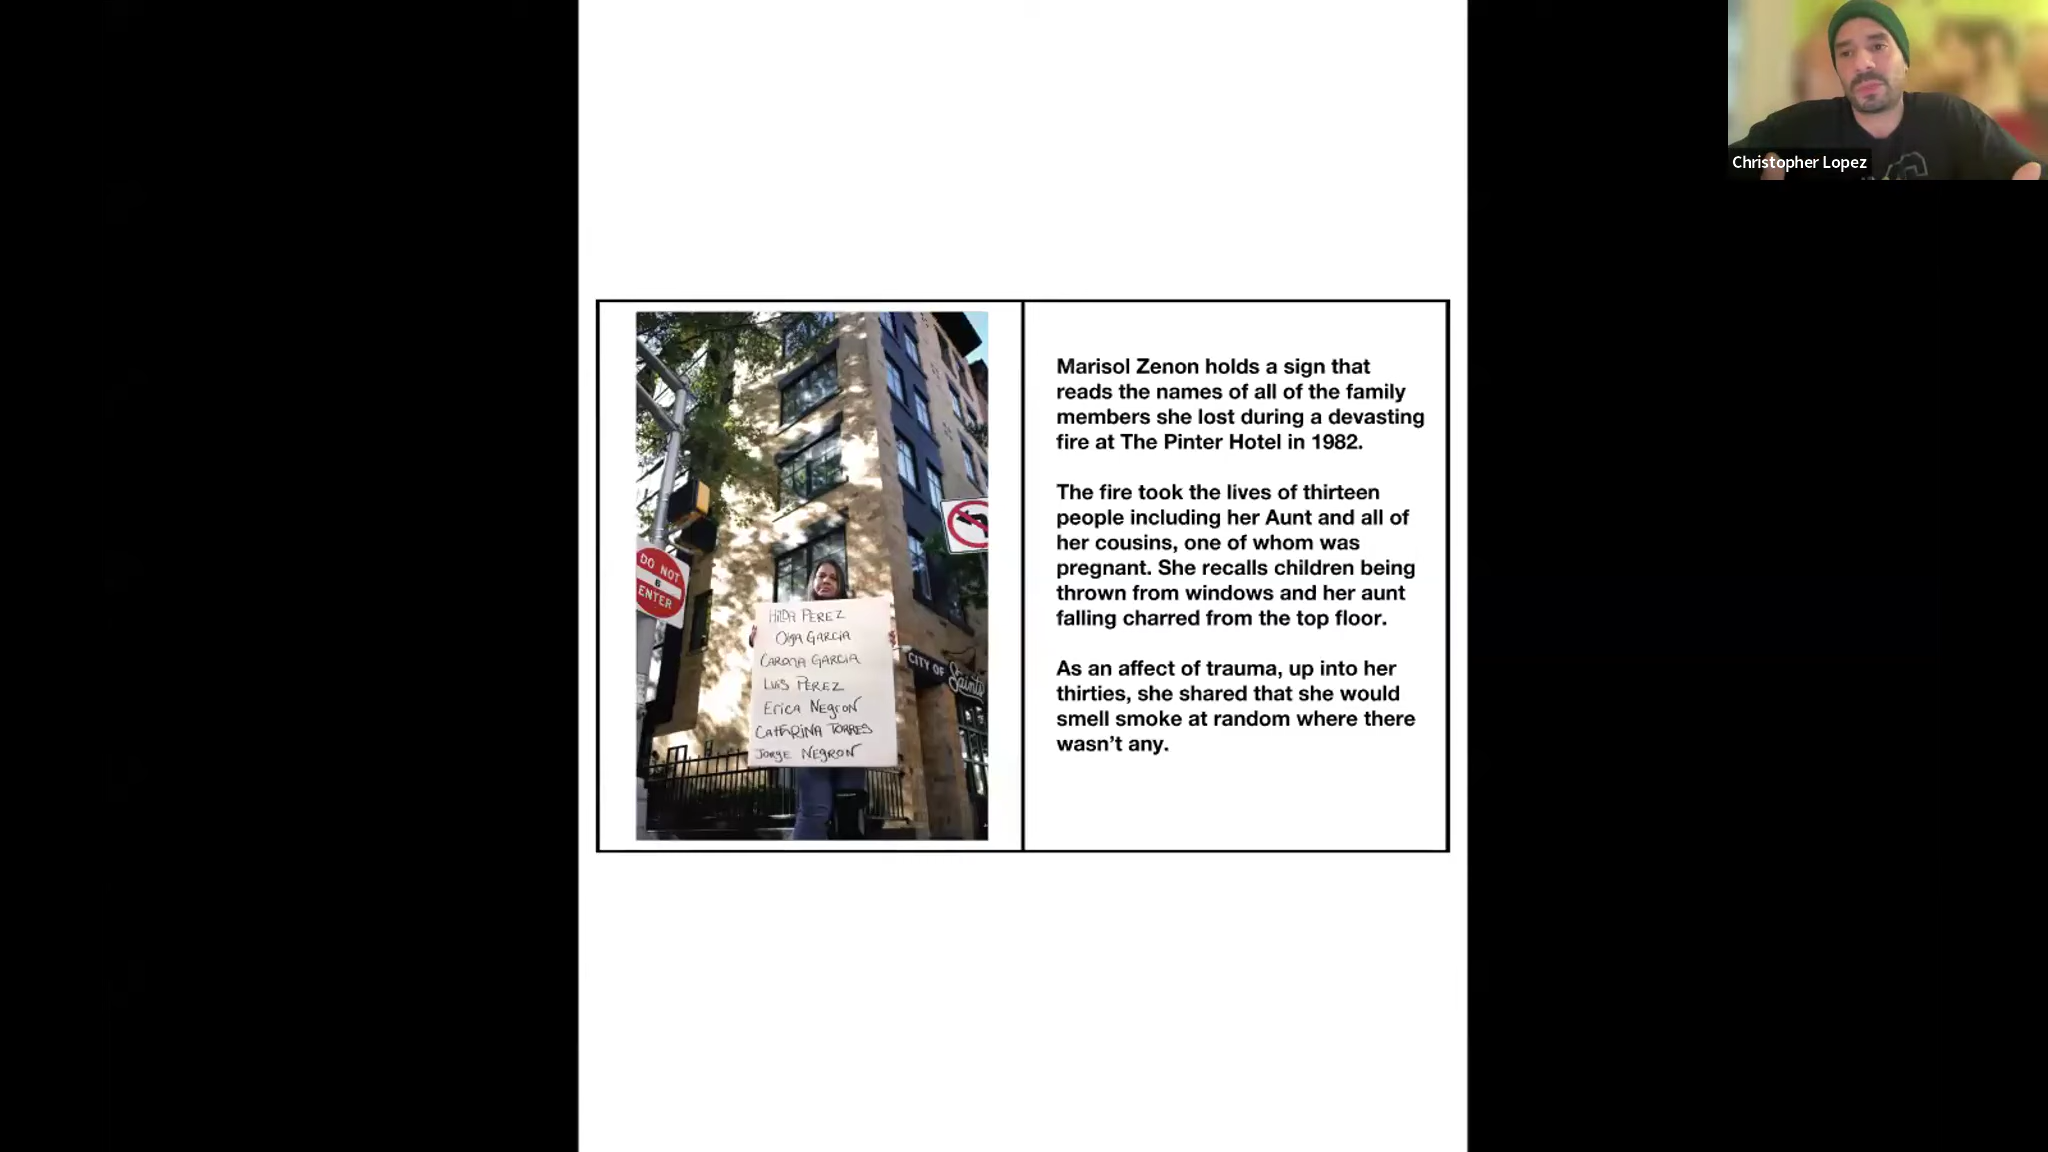 Christopher Lopez
DO NOT
ENTER
HilDA PEREZ
Olga GARCiA
GARCIA
Luis PEREZ
Erica Negron
CathRiNA TORRES
Jorge Negron
CITY OF
Saints
Marisol Zenon holds a sign that
reads the names of all of the family
members she lost during a devasting
fire at The Pinter Hotel in 1982.
The fire took the lives of thirteen
people including her Aunt and all of
her cousins, one of whom was
pregnant. She recalls children being
thrown from windows and her aunt
falling charred from the top floor.
As an affect of trauma, up into her
thirties, she shared that she would
smell smoke at random where there
wasn’t any.